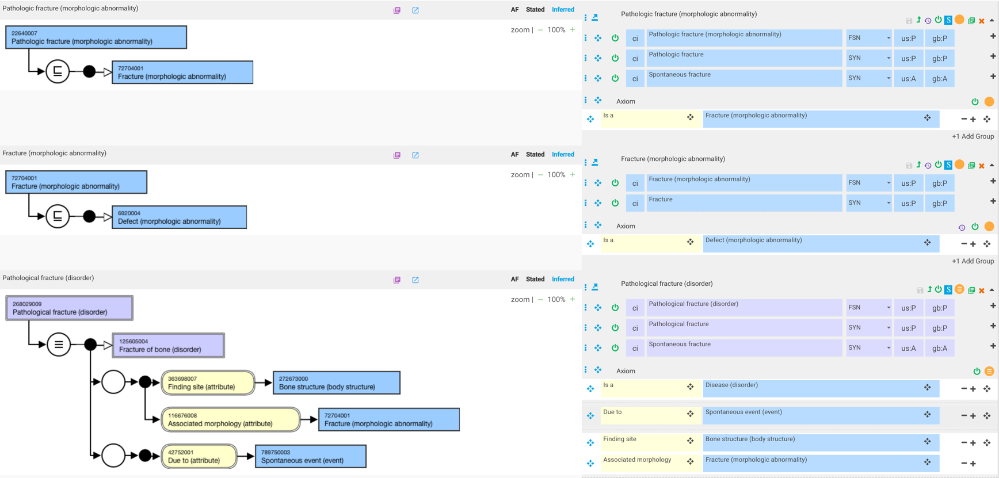 Pathologic fracture (morphologic abnormality)
AF Stated Inferred
zoom | − 100% +
22640007
Pathologic fracture (morphologic abnormality)
72704001
Fracture (morphologic abnormality)
Pathologic fracture (morphologic abnormality)
S
ci Pathologic fracture (morphologic abnormality) FSN us:P gb:P +
ci Pathologic fracture SYN us:P gb:P +
ci Spontaneous fracture SYN us:A gb:A +
Axiom
Is a Fracture (morphologic abnormality) − +
+1 Add Group
Fracture (morphologic abnormality)
AF Stated Inferred
zoom | − 100% +
72704001
Fracture (morphologic abnormality)
6920004
Defect (morphologic abnormality)
Fracture (morphologic abnormality)
S
ci Fracture (morphologic abnormality) FSN us:P gb:P +
ci Fracture SYN us:P gb:P +
Axiom
Is a Defect (morphologic abnormality) − +
+1 Add Group
Pathological fracture (disorder)
AF Stated Inferred
zoom | − 100% +
268029009
Pathological fracture (disorder)
125605004
Fracture of bone (disorder)
363698007
Finding site (attribute)
272673000
Bone structure (body structure)
116676008
Associated morphology (attribute)
72704001
Fracture (morphologic abnormality)
42752001
Due to (attribute)
789750003
Spontaneous event (event)
Pathological fracture (disorder)
S
ci Pathological fracture (disorder) FSN us:P gb:P +
ci Pathological fracture SYN us:P gb:P +
ci Spontaneous fracture SYN us:A gb:A +
Axiom
Is a Disease (disorder) − +
Due to Spontaneous event (event) − +
Finding site Bone structure (body structure) − +
Associated morphology Fracture (morphologic abnormality) − +